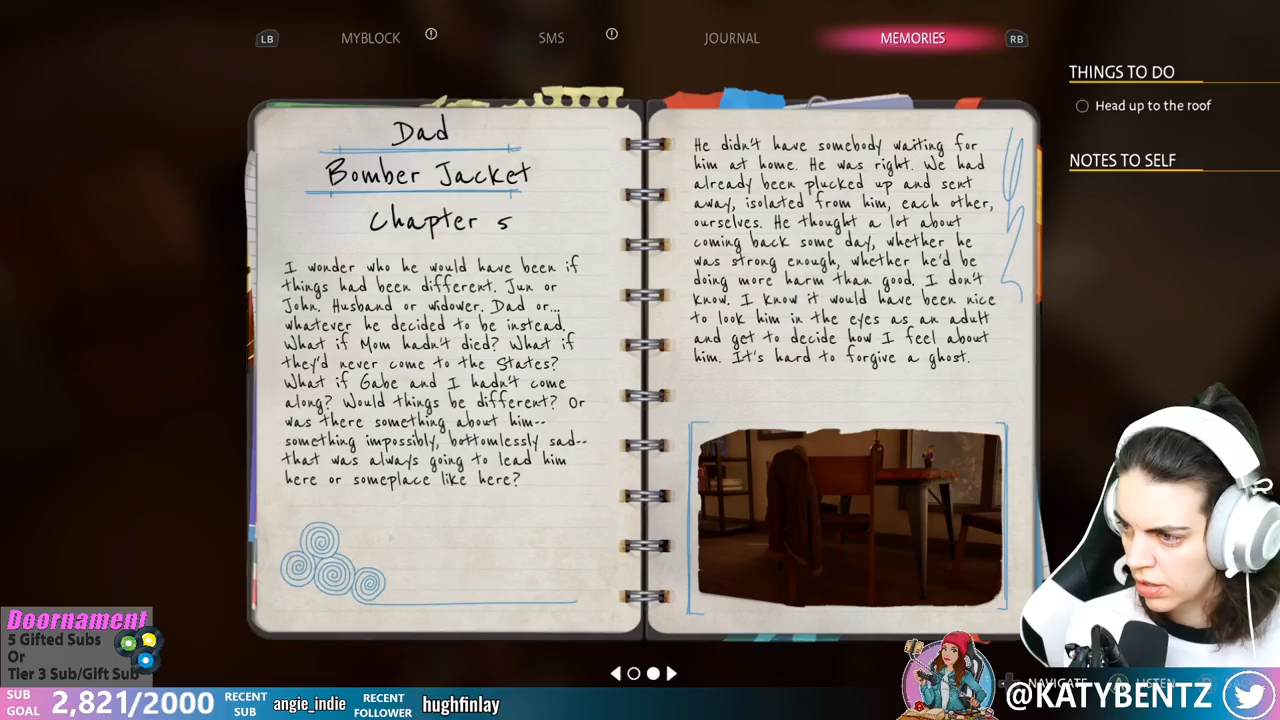 LB
MYBLOCK
SMS
JOURNAL
MEMORIES
RB
THINGS TO DO
Head up to the roof
NOTES TO SELF
Dad
Bomber Jacket
Chapter 5
I wonder who he would have been if
things had been different. Jun or
John. Husband or widower. Dad or...
whatever he decided to be instead.
What if Mom hadn't died? What if
they'd never come to the States?
What if Gabe and I hadn't come
along? Would things be different? Or
was there something about him--
something impossibly, bottomlessly sad--
that was always going to lead him
here or someplace like here?
He didn't have somebody waiting for
him at home. He was right. We had
already been plucked up and sent
away, isolated from him, each other,
ourselves. He thought a lot about
coming back some day, whether he
was strong enough, whether he'd be
doing more harm than good. I don't
know. I know it would have been nice
to look him in the eyes as an adult
and get to decide how I feel about
him. It's hard to forgive a ghost.
Doornament
5 Gifted Subs
Or
Tier 3 Sub/Gift Sub
SUB GOAL
2,821/2000
RECENT SUB
angie_indie
RECENT FOLLOWER
hughfinlay
NAVIGATE
LISTEN
@KATYBENTZ